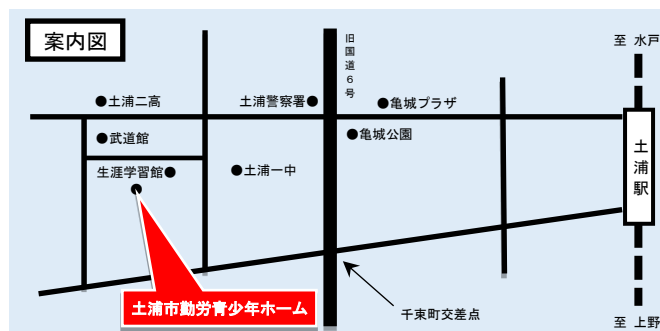 案内図
旧国道6号
至 水戸
●土浦二高
土浦警察署●
●亀城プラザ
●武道館
●亀城公園
生涯学習館●
●土浦一中
土浦駅
土浦市勤労青少年ホーム
千束町交差点
至 上野